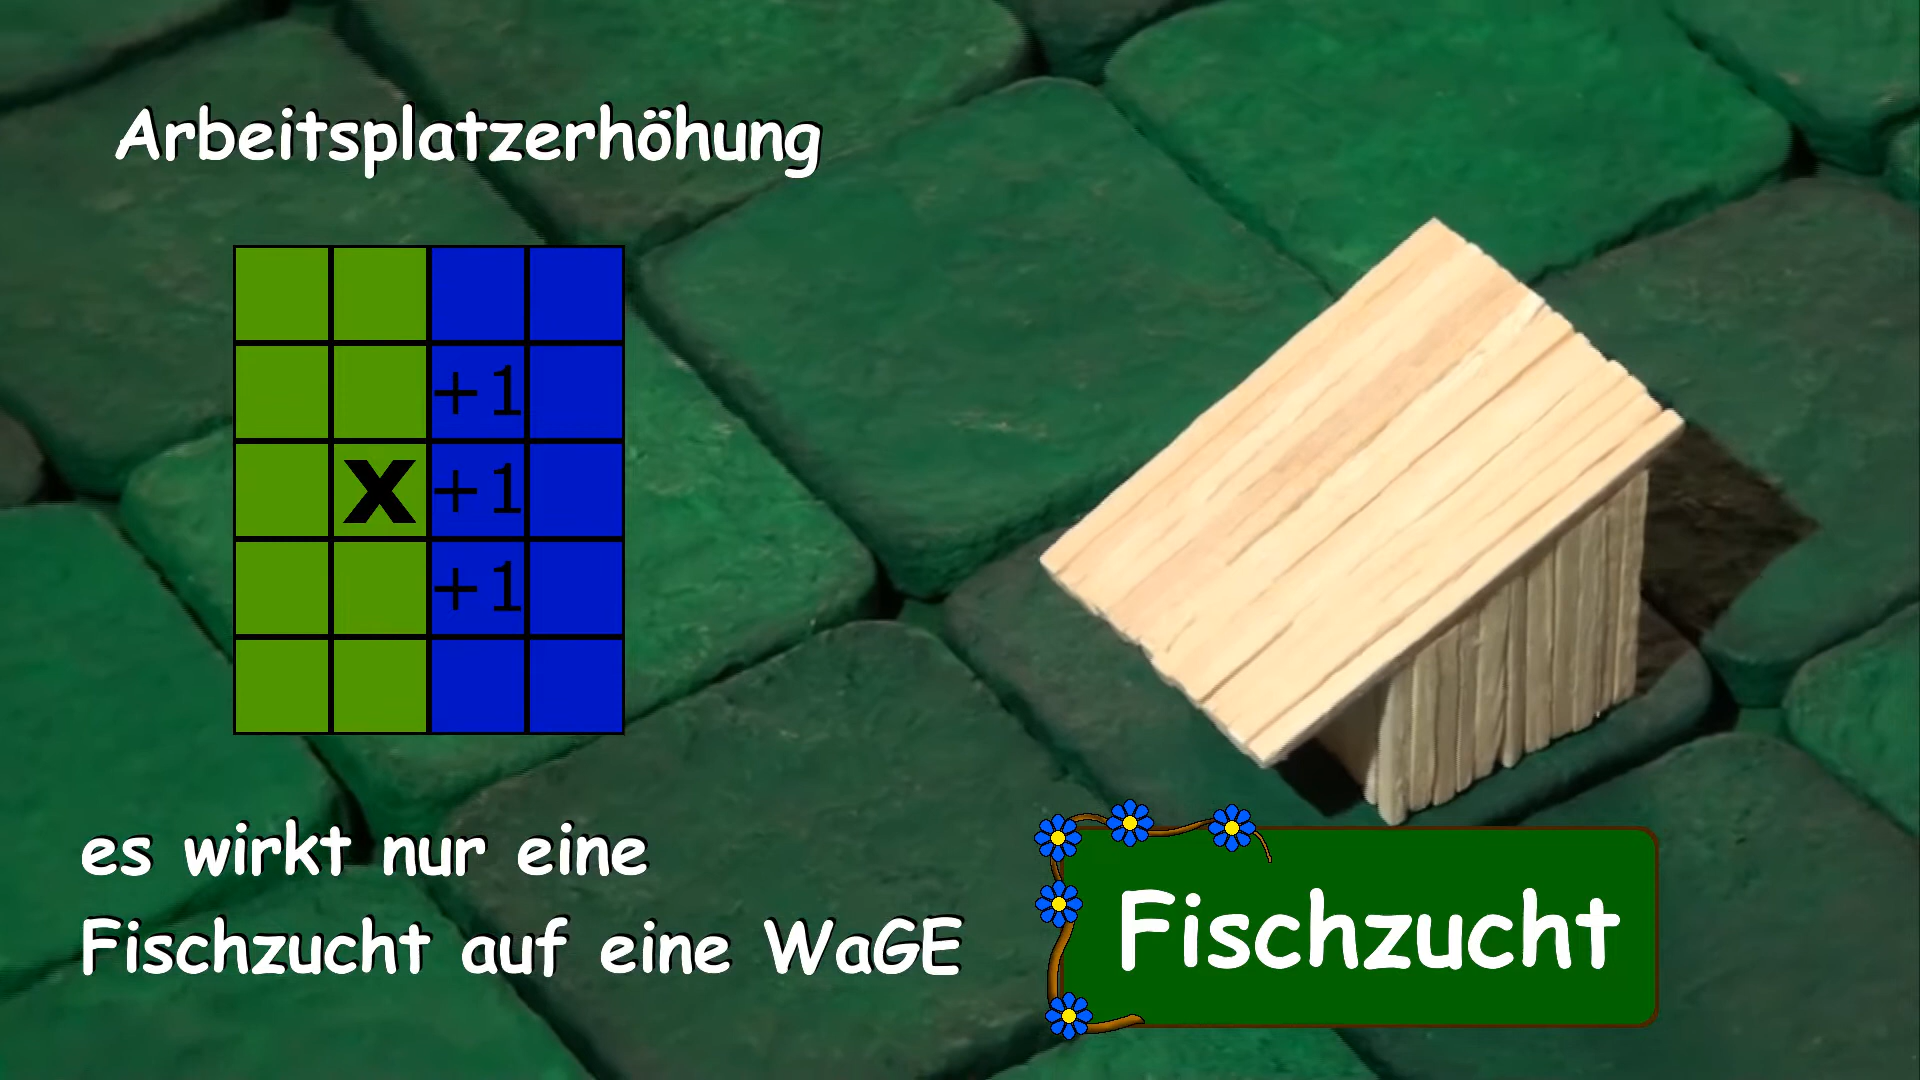 Arbeitsplatzerhöhung
+1
x +1
+1
es wirkt nur eine
Fischzucht auf eine WaGE
Fischzucht